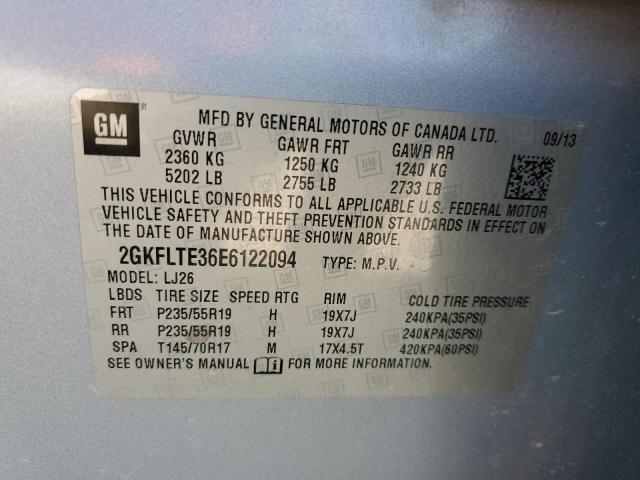 GM
MFD BY GENERAL MOTORS OF CANADA LTD. 09/13
GVWR GAWR FRT GAWR RR
2360 KG 1250 KG 1240 KG
5202 LB 2755 LB 2733 LB
THIS VEHICLE CONFORMS TO ALL APPLICABLE U.S. FEDERAL MOTOR
VEHICLE SAFETY AND THEFT PREVENTION STANDARDS IN EFFECT ON
THE DATE OF MANUFACTURE SHOWN ABOVE.
2GKFLTE36E6122094 TYPE: M.P.V.
MODEL: LJ26
LBDS TIRE SIZE SPEED RTG RIM COLD TIRE PRESSURE
FRT P235/55R19 H 19X7J 240KPA(35PSI)
RR P235/55R19 H 19X7J 240KPA(35PSI)
SPA T145/70R17 M 17X4.5T 420KPA(60PSI)
SEE OWNER'S MANUAL FOR MORE INFORMATION.